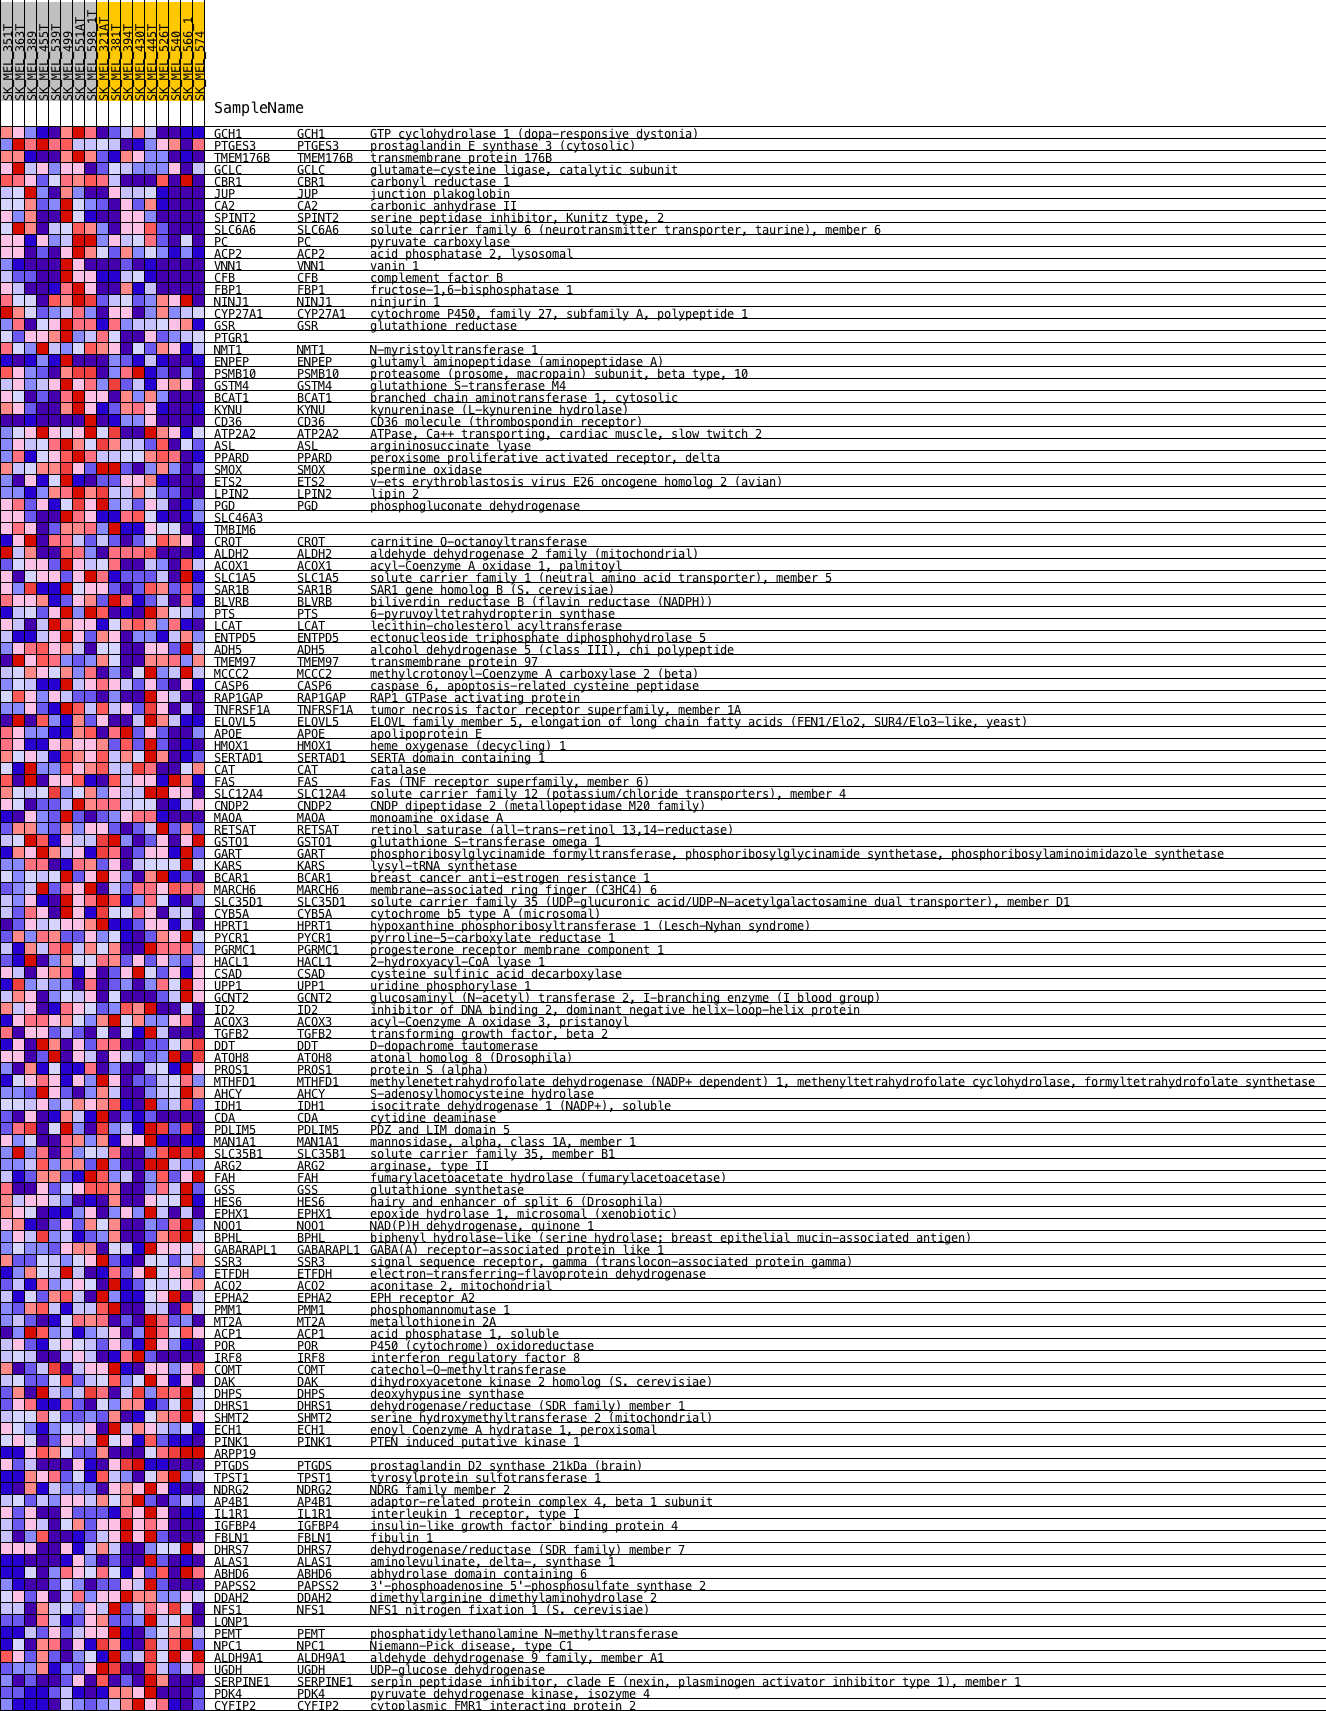 SK_MEL_351T
SK_MEL_363T
SK_MEL_389
SK_MEL_455T
SK_MEL_539T
SK_MEL_499
SK_MEL_551AT
SK_MEL_598_1T
SK_MEL_321AT
SK_MEL_381T
SK_MEL_394T
SK_MEL_430T
SK_MEL_445T
SK_MEL_526T
SK_MEL_540
SK_MEL_566_1
SK_MEL_574
SampleName
GCH1 GCH1 GTP cyclohydrolase 1 (dopa-responsive dystonia)
PTGES3 PTGES3 prostaglandin E synthase 3 (cytosolic)
TMEM176B TMEM176B transmembrane protein 176B
GCLC GCLC glutamate-cysteine ligase, catalytic subunit
CBR1 CBR1 carbonyl reductase 1
JUP JUP junction plakoglobin
CA2 CA2 carbonic anhydrase II
SPINT2 SPINT2 serine peptidase inhibitor, Kunitz type, 2
SLC6A6 SLC6A6 solute carrier family 6 (neurotransmitter transporter, taurine), member 6
PC PC pyruvate carboxylase
ACP2 ACP2 acid phosphatase 2, lysosomal
VNN1 VNN1 vanin 1
CFB CFB complement factor B
FBP1 FBP1 fructose-1,6-bisphosphatase 1
NINJ1 NINJ1 ninjurin 1
CYP27A1 CYP27A1 cytochrome P450, family 27, subfamily A, polypeptide 1
GSR GSR glutathione reductase
PTGR1
NMT1 NMT1 N-myristoyltransferase 1
ENPEP ENPEP glutamyl aminopeptidase (aminopeptidase A)
PSMB10 PSMB10 proteasome (prosome, macropain) subunit, beta type, 10
GSTM4 GSTM4 glutathione S-transferase M4
BCAT1 BCAT1 branched chain aminotransferase 1, cytosolic
KYNU KYNU kynureninase (L-kynurenine hydrolase)
CD36 CD36 CD36 molecule (thrombospondin receptor)
ATP2A2 ATP2A2 ATPase, Ca++ transporting, cardiac muscle, slow twitch 2
ASL ASL argininosuccinate lyase
PPARD PPARD peroxisome proliferative activated receptor, delta
SMOX SMOX spermine oxidase
ETS2 ETS2 v-ets erythroblastosis virus E26 oncogene homolog 2 (avian)
LPIN2 LPIN2 lipin 2
PGD PGD phosphogluconate dehydrogenase
SLC46A3
TMBIM6
CROT CROT carnitine O-octanoyltransferase
ALDH2 ALDH2 aldehyde dehydrogenase 2 family (mitochondrial)
ACOX1 ACOX1 acyl-Coenzyme A oxidase 1, palmitoyl
SLC1A5 SLC1A5 solute carrier family 1 (neutral amino acid transporter), member 5
SAR1B SAR1B SAR1 gene homolog B (S. cerevisiae)
BLVRB BLVRB biliverdin reductase B (flavin reductase (NADPH))
PTS PTS 6-pyruvoyltetrahydropterin synthase
LCAT LCAT lecithin-cholesterol acyltransferase
ENTPD5 ENTPD5 ectonucleoside triphosphate diphosphohydrolase 5
ADH5 ADH5 alcohol dehydrogenase 5 (class III), chi polypeptide
TMEM97 TMEM97 transmembrane protein 97
MCCC2 MCCC2 methylcrotonoyl-Coenzyme A carboxylase 2 (beta)
CASP6 CASP6 caspase 6, apoptosis-related cysteine peptidase
RAP1GAP RAP1GAP RAP1 GTPase activating protein
TNFRSF1A TNFRSF1A tumor necrosis factor receptor superfamily, member 1A
ELOVL5 ELOVL5 ELOVL family member 5, elongation of long chain fatty acids (FEN1/Elo2, SUR4/Elo3-like, yeast)
APOE APOE apolipoprotein E
HMOX1 HMOX1 heme oxygenase (decycling) 1
SERTAD1 SERTAD1 SERTA domain containing 1
CAT CAT catalase
FAS FAS Fas (TNF receptor superfamily, member 6)
SLC12A4 SLC12A4 solute carrier family 12 (potassium/chloride transporters), member 4
CNDP2 CNDP2 CNDP dipeptidase 2 (metallopeptidase M20 family)
MAOA MAOA monoamine oxidase A
RETSAT RETSAT retinol saturase (all-trans-retinol 13,14-reductase)
GSTO1 GSTO1 glutathione S-transferase omega 1
GART GART phosphoribosylglycinamide formyltransferase, phosphoribosylglycinamide synthetase, phosphoribosylaminoimidazole synthetase
KARS KARS lysyl-tRNA synthetase
BCAR1 BCAR1 breast cancer anti-estrogen resistance 1
MARCH6 MARCH6 membrane-associated ring finger (C3HC4) 6
SLC35D1 SLC35D1 solute carrier family 35 (UDP-glucuronic acid/UDP-N-acetylgalactosamine dual transporter), member D1
CYB5A CYB5A cytochrome b5 type A (microsomal)
HPRT1 HPRT1 hypoxanthine phosphoribosyltransferase 1 (Lesch-Nyhan syndrome)
PYCR1 PYCR1 pyrroline-5-carboxylate reductase 1
PGRMC1 PGRMC1 progesterone receptor membrane component 1
HACL1 HACL1 2-hydroxyacyl-CoA lyase 1
CSAD CSAD cysteine sulfinic acid decarboxylase
UPP1 UPP1 uridine phosphorylase 1
GCNT2 GCNT2 glucosaminyl (N-acetyl) transferase 2, I-branching enzyme (I blood group)
ID2 ID2 inhibitor of DNA binding 2, dominant negative helix-loop-helix protein
ACOX3 ACOX3 acyl-Coenzyme A oxidase 3, pristanoyl
TGFB2 TGFB2 transforming growth factor, beta 2
DDT DDT D-dopachrome tautomerase
ATOH8 ATOH8 atonal homolog 8 (Drosophila)
PROS1 PROS1 protein S (alpha)
MTHFD1 MTHFD1 methylenetetrahydrofolate dehydrogenase (NADP+ dependent) 1, methenyltetrahydrofolate cyclohydrolase, formyltetrahydrofolate synthetase
AHCY AHCY S-adenosylhomocysteine hydrolase
IDH1 IDH1 isocitrate dehydrogenase 1 (NADP+), soluble
CDA CDA cytidine deaminase
PDLIM5 PDLIM5 PDZ and LIM domain 5
MAN1A1 MAN1A1 mannosidase, alpha, class 1A, member 1
SLC35B1 SLC35B1 solute carrier family 35, member B1
ARG2 ARG2 arginase, type II
FAH FAH fumarylacetoacetate hydrolase (fumarylacetoacetase)
GSS GSS glutathione synthetase
HES6 HES6 hairy and enhancer of split 6 (Drosophila)
EPHX1 EPHX1 epoxide hydrolase 1, microsomal (xenobiotic)
NQO1 NQO1 NAD(P)H dehydrogenase, quinone 1
BPHL BPHL biphenyl hydrolase-like (serine hydrolase; breast epithelial mucin-associated antigen)
GABARAPL1 GABARAPL1 GABA(A) receptor-associated protein like 1
SSR3 SSR3 signal sequence receptor, gamma (translocon-associated protein gamma)
ETFDH ETFDH electron-transferring-flavoprotein dehydrogenase
ACO2 ACO2 aconitase 2, mitochondrial
EPHA2 EPHA2 EPH receptor A2
PMM1 PMM1 phosphomannomutase 1
MT2A MT2A metallothionein 2A
ACP1 ACP1 acid phosphatase 1, soluble
POR POR P450 (cytochrome) oxidoreductase
IRF8 IRF8 interferon regulatory factor 8
COMT COMT catechol-O-methyltransferase
DAK DAK dihydroxyacetone kinase 2 homolog (S. cerevisiae)
DHPS DHPS deoxyhypusine synthase
DHRS1 DHRS1 dehydrogenase/reductase (SDR family) member 1
SHMT2 SHMT2 serine hydroxymethyltransferase 2 (mitochondrial)
ECH1 ECH1 enoyl Coenzyme A hydratase 1, peroxisomal
PINK1 PINK1 PTEN induced putative kinase 1
ARPP19
PTGDS PTGDS prostaglandin D2 synthase 21kDa (brain)
TPST1 TPST1 tyrosylprotein sulfotransferase 1
NDRG2 NDRG2 NDRG family member 2
AP4B1 AP4B1 adaptor-related protein complex 4, beta 1 subunit
IL1R1 IL1R1 interleukin 1 receptor, type I
IGFBP4 IGFBP4 insulin-like growth factor binding protein 4
FBLN1 FBLN1 fibulin 1
DHRS7 DHRS7 dehydrogenase/reductase (SDR family) member 7
ALAS1 ALAS1 aminolevulinate, delta-, synthase 1
ABHD6 ABHD6 abhydrolase domain containing 6
PAPSS2 PAPSS2 3'-phosphoadenosine 5'-phosphosulfate synthase 2
DDAH2 DDAH2 dimethylarginine dimethylaminohydrolase 2
NFS1 NFS1 NFS1 nitrogen fixation 1 (S. cerevisiae)
LONP1
PEMT PEMT phosphatidylethanolamine N-methyltransferase
NPC1 NPC1 Niemann-Pick disease, type C1
ALDH9A1 ALDH9A1 aldehyde dehydrogenase 9 family, member A1
UGDH UGDH UDP-glucose dehydrogenase
SERPINE1 SERPINE1 serpin peptidase inhibitor, clade E (nexin, plasminogen activator inhibitor type 1), member 1
PDK4 PDK4 pyruvate dehydrogenase kinase, isozyme 4
CYFIP2 CYFIP2 cytoplasmic FMR1 interacting protein 2